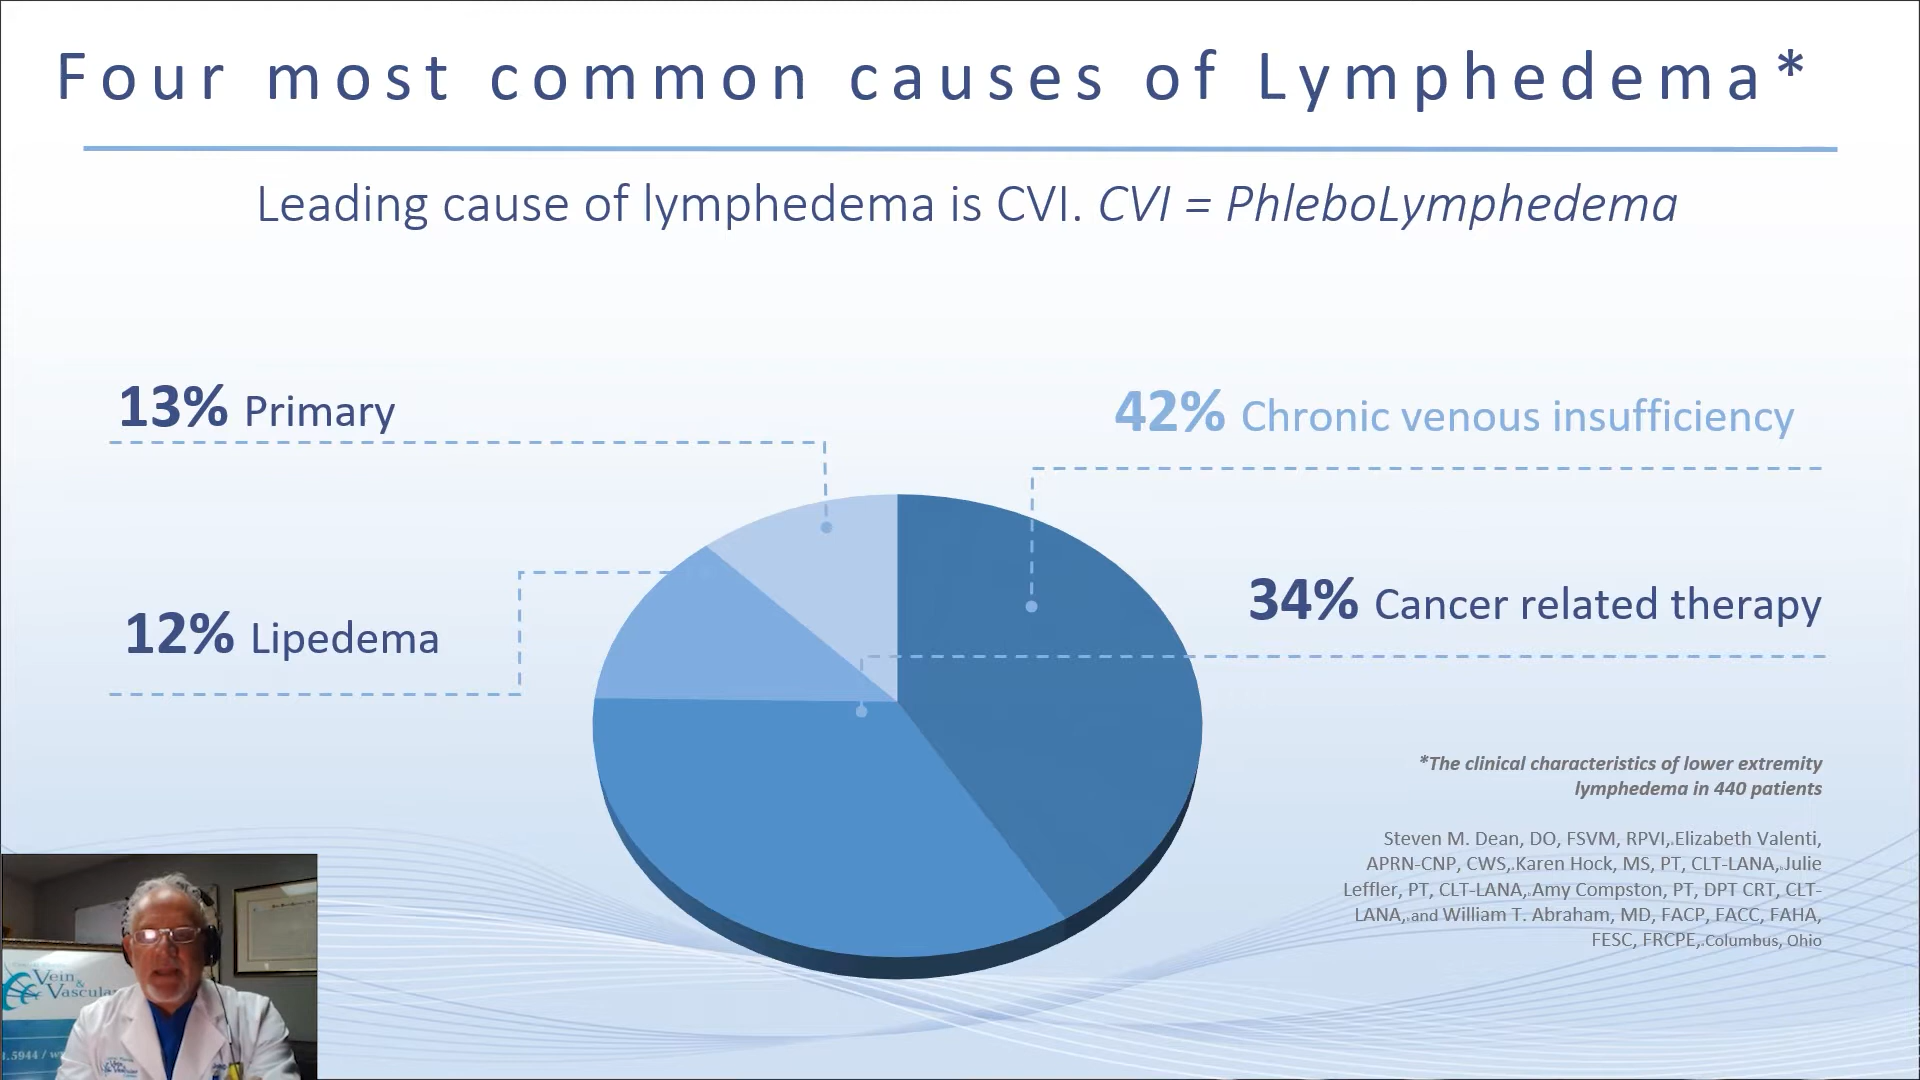 Four most common causes of Lymphedema*
Leading cause of lymphedema is CVI. CVI = PhleboLymphedema
13% Primary
42% Chronic venous insufficiency
12% Lipedema
34% Cancer related therapy
*The clinical characteristics of lower extremity
lymphedema in 440 patients
Steven M. Dean, DO, FSVM, RPVI,.Elizabeth Valenti,
APRN-CNP, CWS,.Karen Hock, MS, PT, CLT-LANA,.Julie
Leffler, PT, CLT-LANA,.Amy Compston, PT, DPT CRT, CLT-
LANA,.and William T. Abraham, MD, FACP, FACC, FAHA,
FESC, FRCPE,.Columbus, Ohio
Vein
&
Vascula
.5944 / w